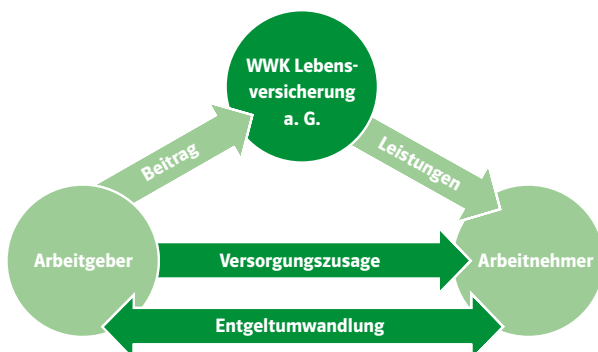 WWK Lebens-
versicherung
a. G.
Beitrag
Leistungen
Arbeitgeber
Versorgungszusage
Arbeitnehmer
Entgeltumwandlung